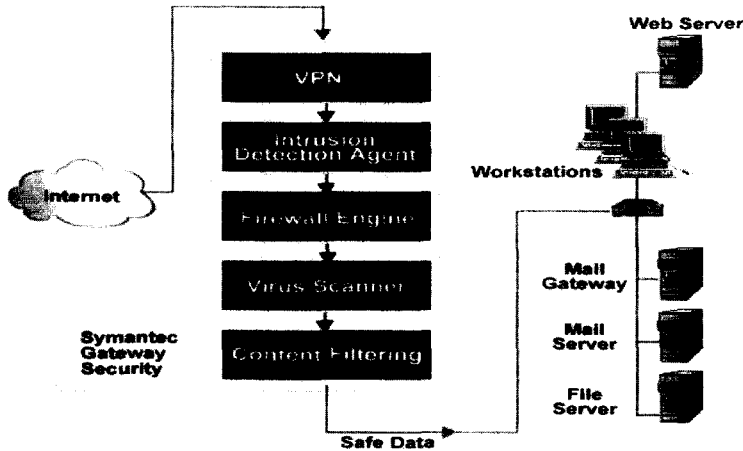 Web Server
VPN
Intrusion
Detection Agent
Workstations
Internet
Firewall Engine
Mail
Gateway
Virus Scanner
Symantec
Gateway
Security
Content Filtering
Mail
Server
File
Server
Safe Data